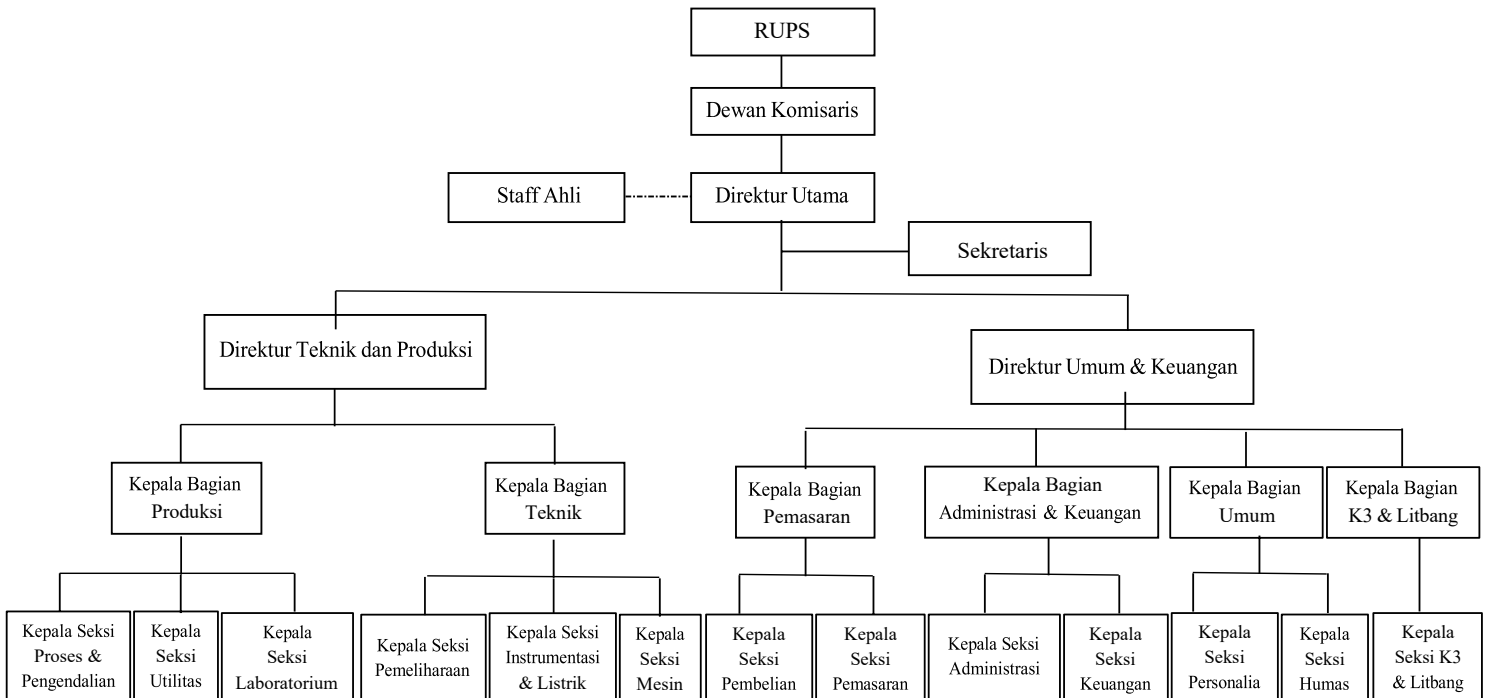 RUPS
Dewan Komisaris
Staff Ahli
Direktur Utama
Sekretaris
Direktur Teknik dan Produksi
Direktur Umum & Keuangan
Kepala Bagian
Produksi
Kepala Bagian
Teknik
Kepala Bagian
Pemasaran
Kepala Bagian
Administrasi & Keuangan
Kepala Bagian
Umum
Kepala Bagian
K3 & Litbang
Kepala Seksi
Proses &
Pengendalian
Kepala
Seksi
Utilitas
Kepala
Seksi
Laboratorium
Kepala Seksi
Pemeliharaan
Kepala Seksi
Instrumentasi
& Listrik
Kepala
Seksi
Mesin
Kepala
Seksi
Pembelian
Kepala
Seksi
Pemasaran
Kepala Seksi
Administrasi
Kepala
Seksi
Keuangan
Kepala
Seksi
Personalia
Kepala
Seksi
Humas
Kepala
Seksi K3
& Litbang